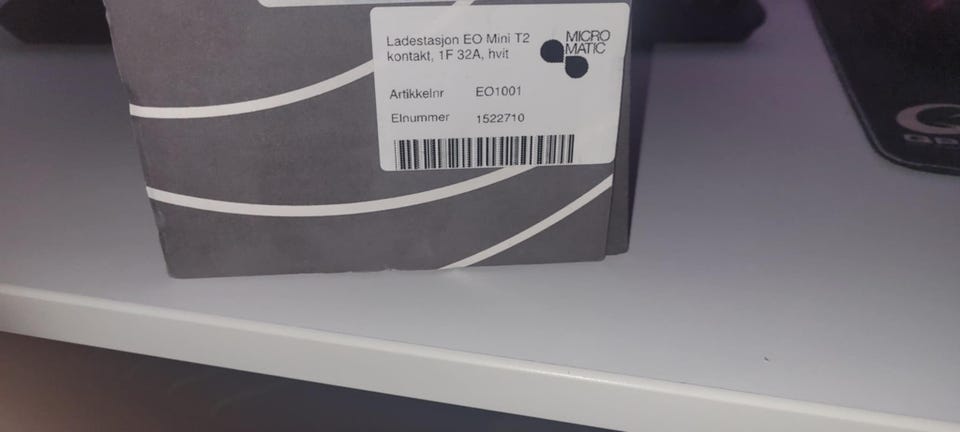 Ladestasjon EO Mini T2
kontakt, 1F 32A, hvit
MICRO
MATIC
Artikkelnr EO1001
Elnummer 1522710